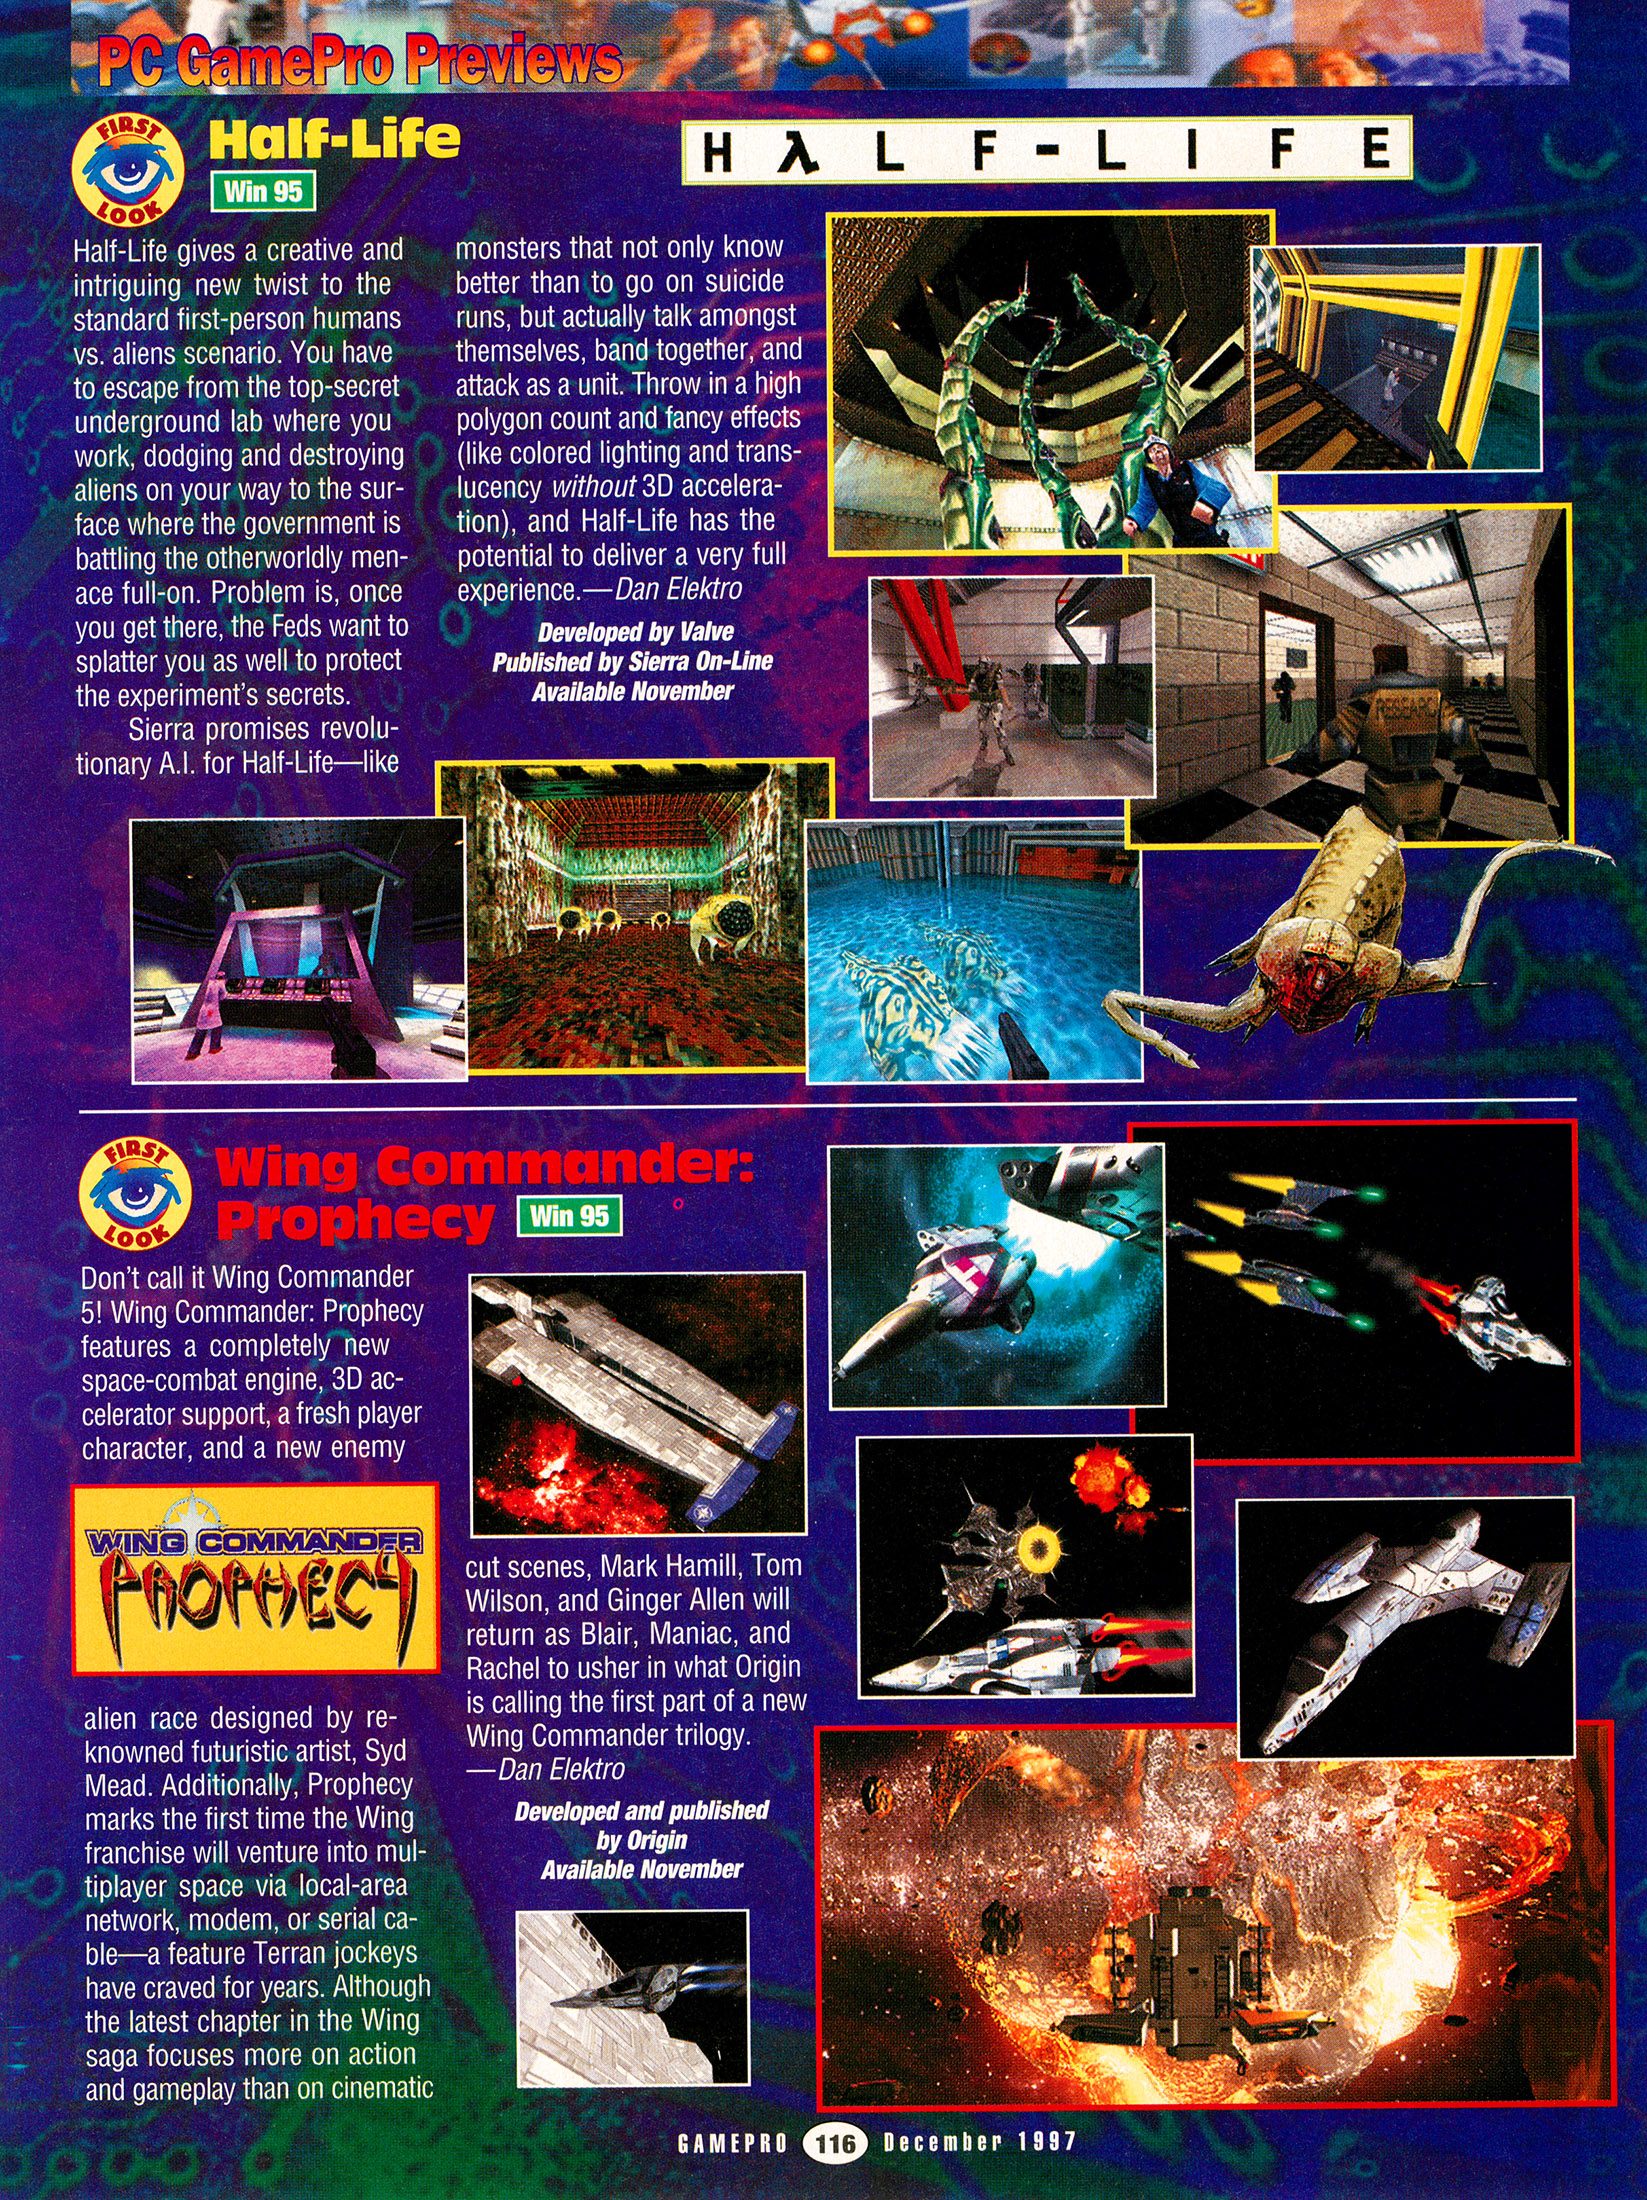 PC GamePro Previews
FIRST LOOK
Half-Life
Win 95
HλLF-LIFE
Half-Life gives a creative and
intriguing new twist to the
standard first-person humans
vs. aliens scenario. You have
to escape from the top-secret
underground lab where you
work, dodging and destroying
aliens on your way to the sur-
face where the government is
battling the otherworldly men-
ace full-on. Problem is, once
you get there, the Feds want to
splatter you as well to protect
the experiment's secrets.
Sierra promises revolu-
tionary A.I. for Half-Life—like
monsters that not only know
better than to go on suicide
runs, but actually talk amongst
themselves, band together, and
attack as a unit. Throw in a high
polygon count and fancy effects
(like colored lighting and trans-
lucency without 3D accelera-
tion), and Half-Life has the
potential to deliver a very full
experience.—Dan Elektro
Developed by Valve
Published by Sierra On-Line
Available November
RESEARC
FIRST LOOK
Wing Commander:
Prophecy
Win 95
Don't call it Wing Commander
5! Wing Commander: Prophecy
features a completely new
space-combat engine, 3D ac-
celerator support, a fresh player
character, and a new enemy
WING COMMANDER
PROPHECY
alien race designed by re-
knowned futuristic artist, Syd
Mead. Additionally, Prophecy
marks the first time the Wing
franchise will venture into mul-
tiplayer space via local-area
network, modem, or serial ca-
ble—a feature Terran jockeys
have craved for years. Although
the latest chapter in the Wing
saga focuses more on action
and gameplay than on cinematic
cut scenes, Mark Hamill, Tom
Wilson, and Ginger Allen will
return as Blair, Maniac, and
Rachel to usher in what Origin
is calling the first part of a new
Wing Commander trilogy.
—Dan Elektro
Developed and published
by Origin
Available November
GAMEPRO 116 December 1997